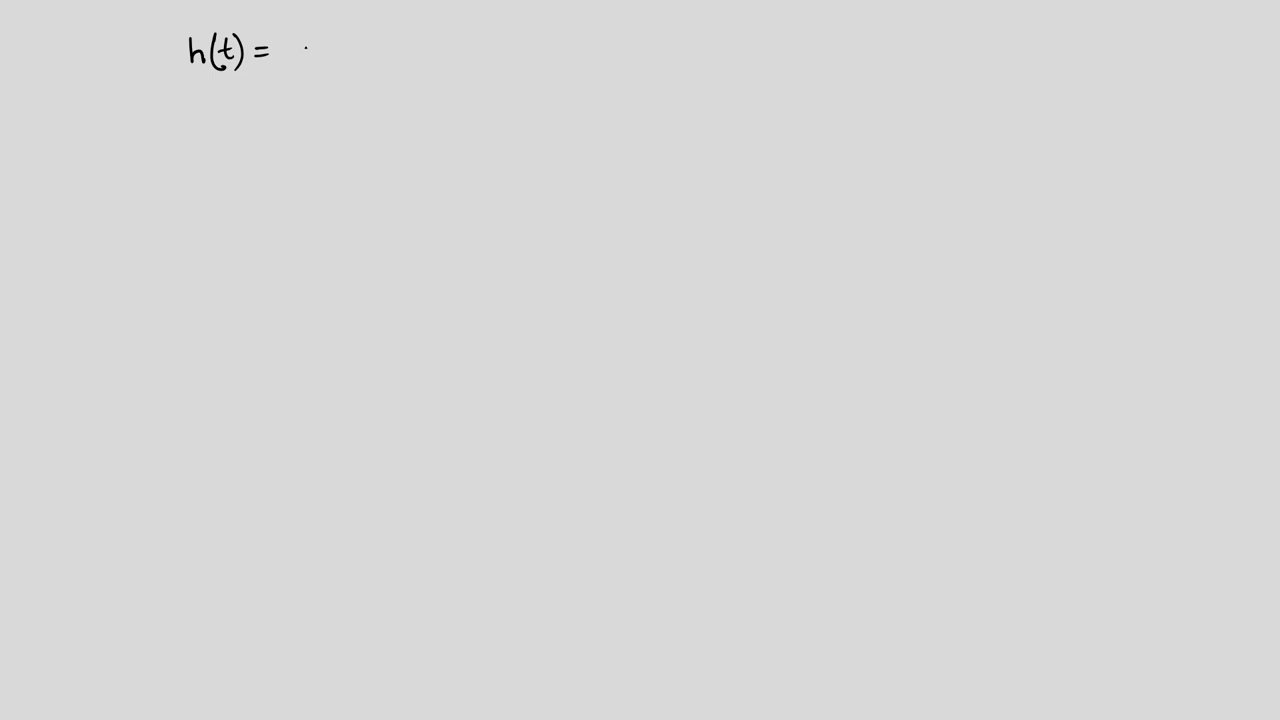 h(t) =